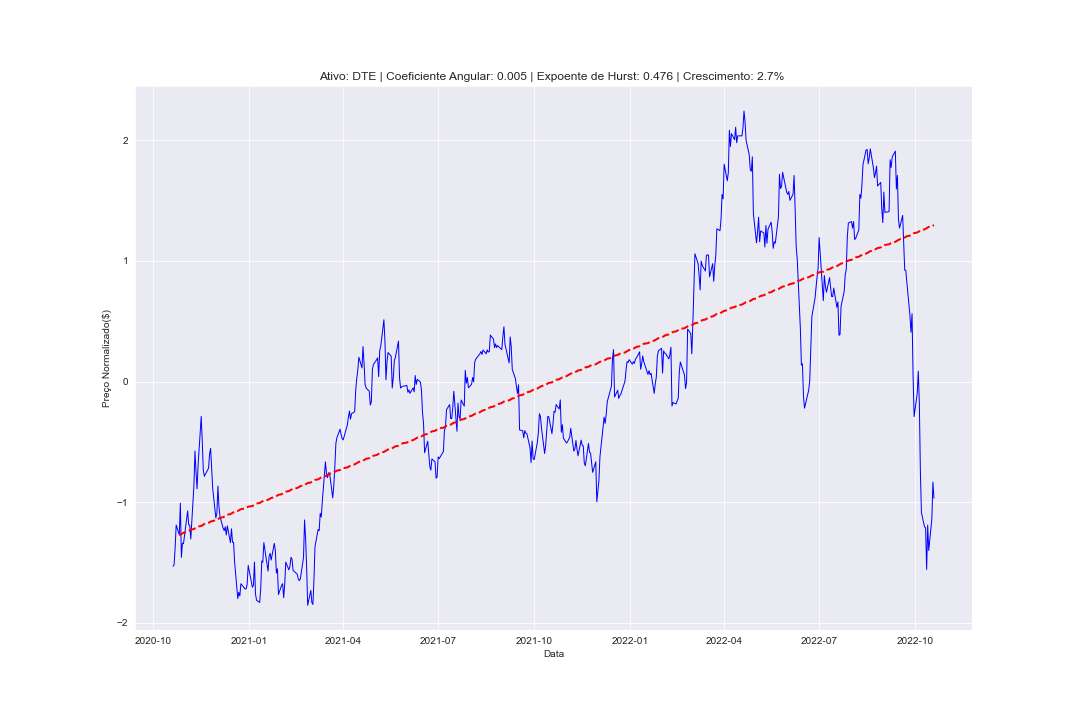 Ativo: DTE | Coeficiente Angular: 0.005 | Expoente de Hurst: 0.476 | Crescimento: 2.7%
Preço Normalizado($)
2
1
0
−1
−2
2020-10 2021-01 2021-04 2021-07 2021-10 2022-01 2022-04 2022-07 2022-10
Data